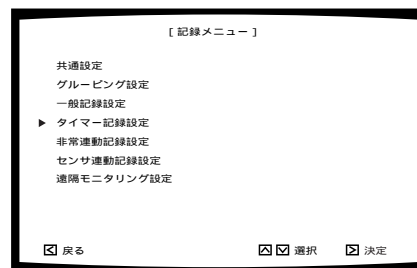 [ 記録メニュー ]
共通設定
グルーピング設定
一般記録設定
▶ タイマー記録設定
非常連動記録設定
センサ連動記録設定
遠隔モニタリング設定
戻る 選択 決定